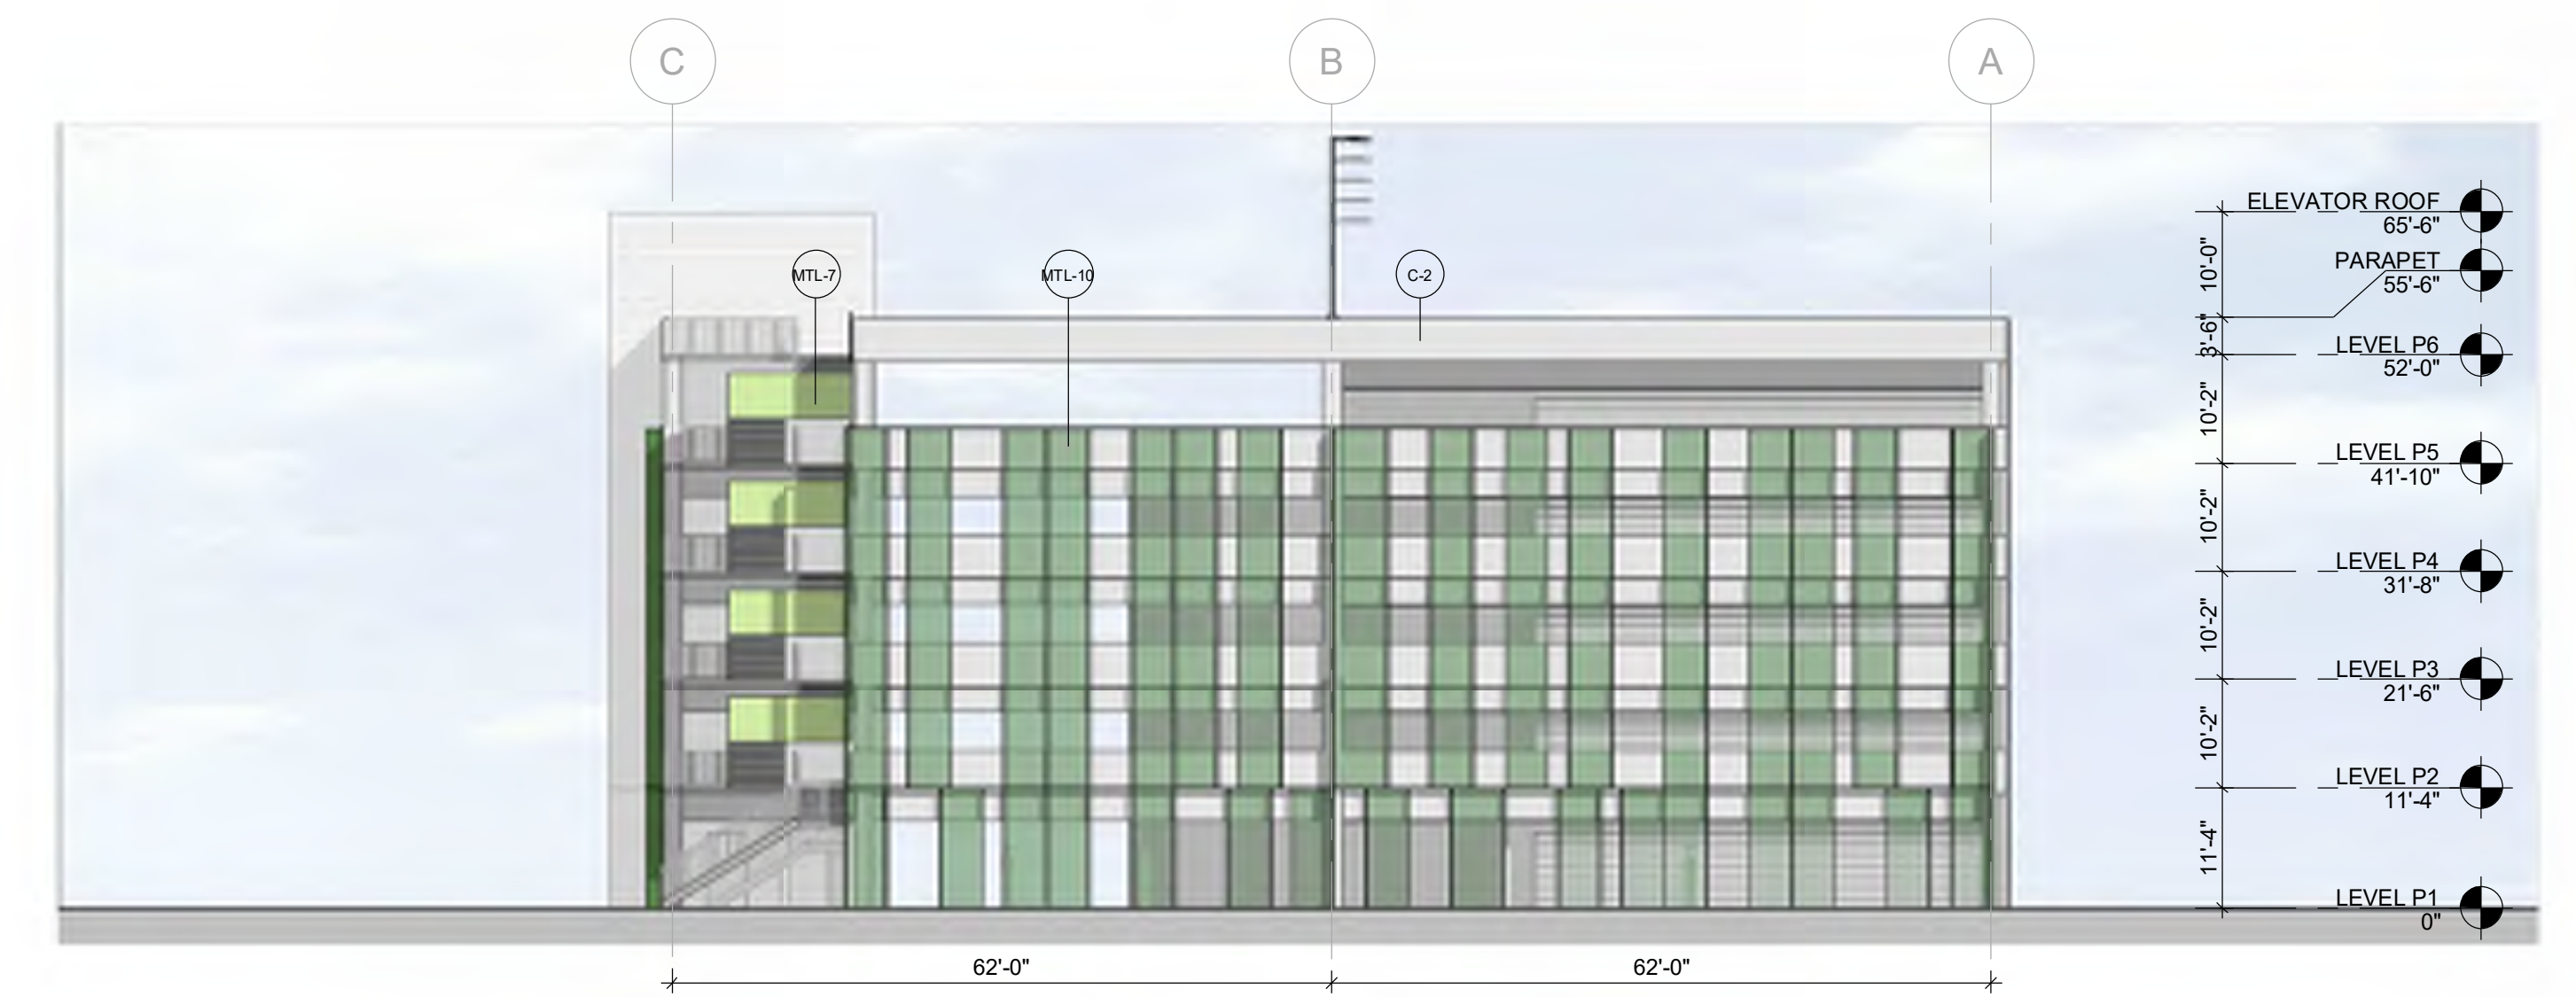 C
B
A
MTL-7
MTL-10
C-2
ELEVATOR ROOF
65'-6"
10'-0"
PARAPET
55'-6"
3'-6"
LEVEL P6
52'-0"
10'-2"
LEVEL P5
41'-10"
10'-2"
LEVEL P4
31'-8"
10'-2"
LEVEL P3
21'-6"
10'-2"
LEVEL P2
11'-4"
11'-4"
LEVEL P1
0"
62'-0"
62'-0"